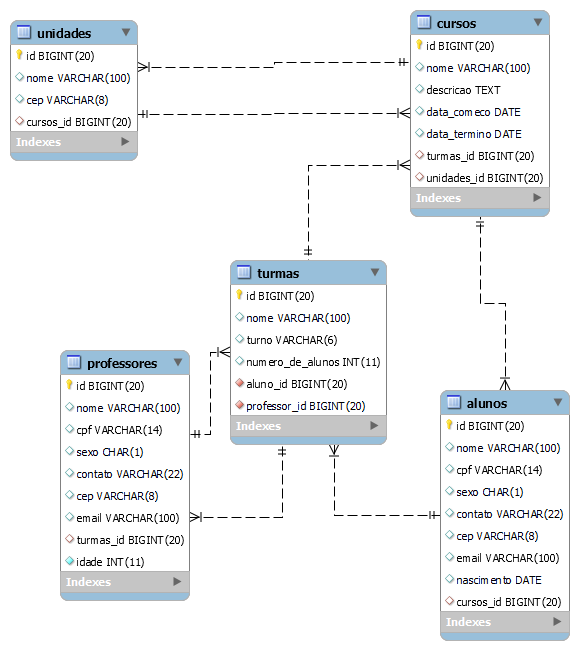 unidades
id BIGINT(20)
nome VARCHAR(100)
cep VARCHAR(8)
cursos_id BIGINT(20)
Indexes
cursos
id BIGINT(20)
nome VARCHAR(100)
descricao TEXT
data_comeco DATE
data_termino DATE
turmas_id BIGINT(20)
unidades_id BIGINT(20)
Indexes
turmas
id BIGINT(20)
nome VARCHAR(100)
turno VARCHAR(6)
numero_de_alunos INT(11)
aluno_id BIGINT(20)
professor_id BIGINT(20)
Indexes
professores
id BIGINT(20)
nome VARCHAR(100)
cpf VARCHAR(14)
sexo CHAR(1)
contato VARCHAR(22)
cep VARCHAR(8)
email VARCHAR(100)
turmas_id BIGINT(20)
idade INT(11)
Indexes
alunos
id BIGINT(20)
nome VARCHAR(100)
cpf VARCHAR(14)
sexo CHAR(1)
contato VARCHAR(22)
cep VARCHAR(8)
email VARCHAR(100)
nascimento DATE
cursos_id BIGINT(20)
Indexes